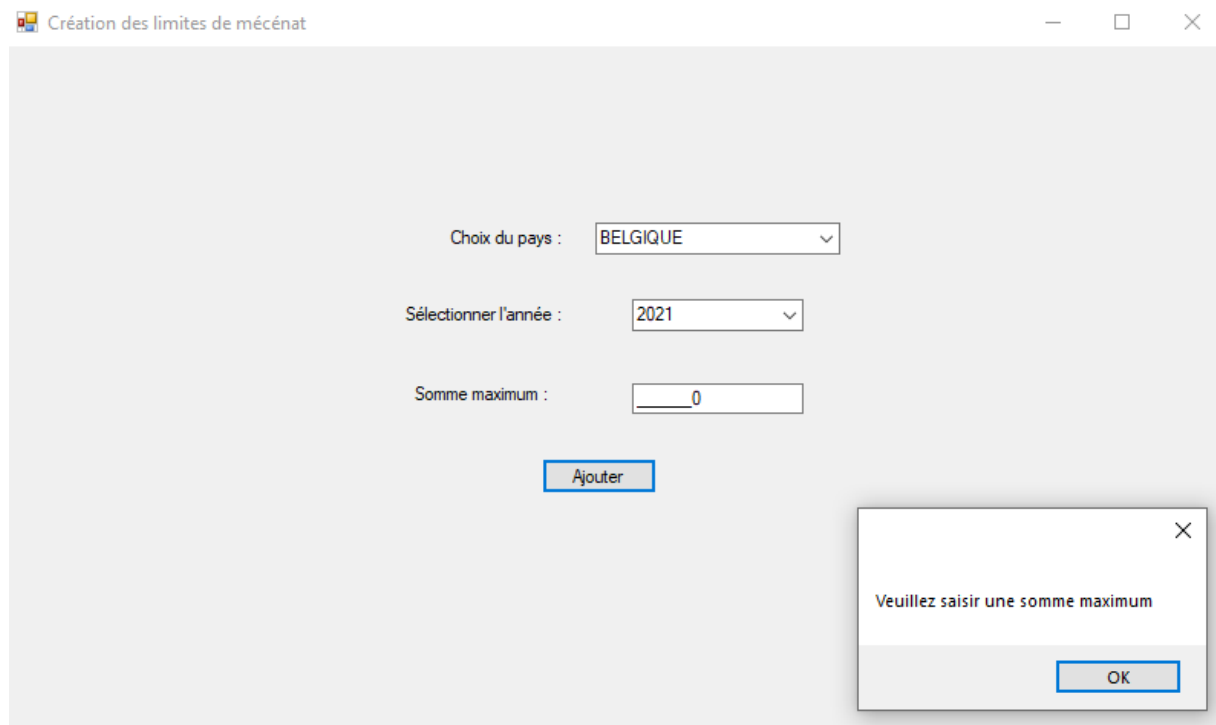 Création des limites de mécénat
Choix du pays :
BELGIQUE
Sélectionner l'année :
2021
Somme maximum :
______0
Ajouter
Veuillez saisir une somme maximum
OK